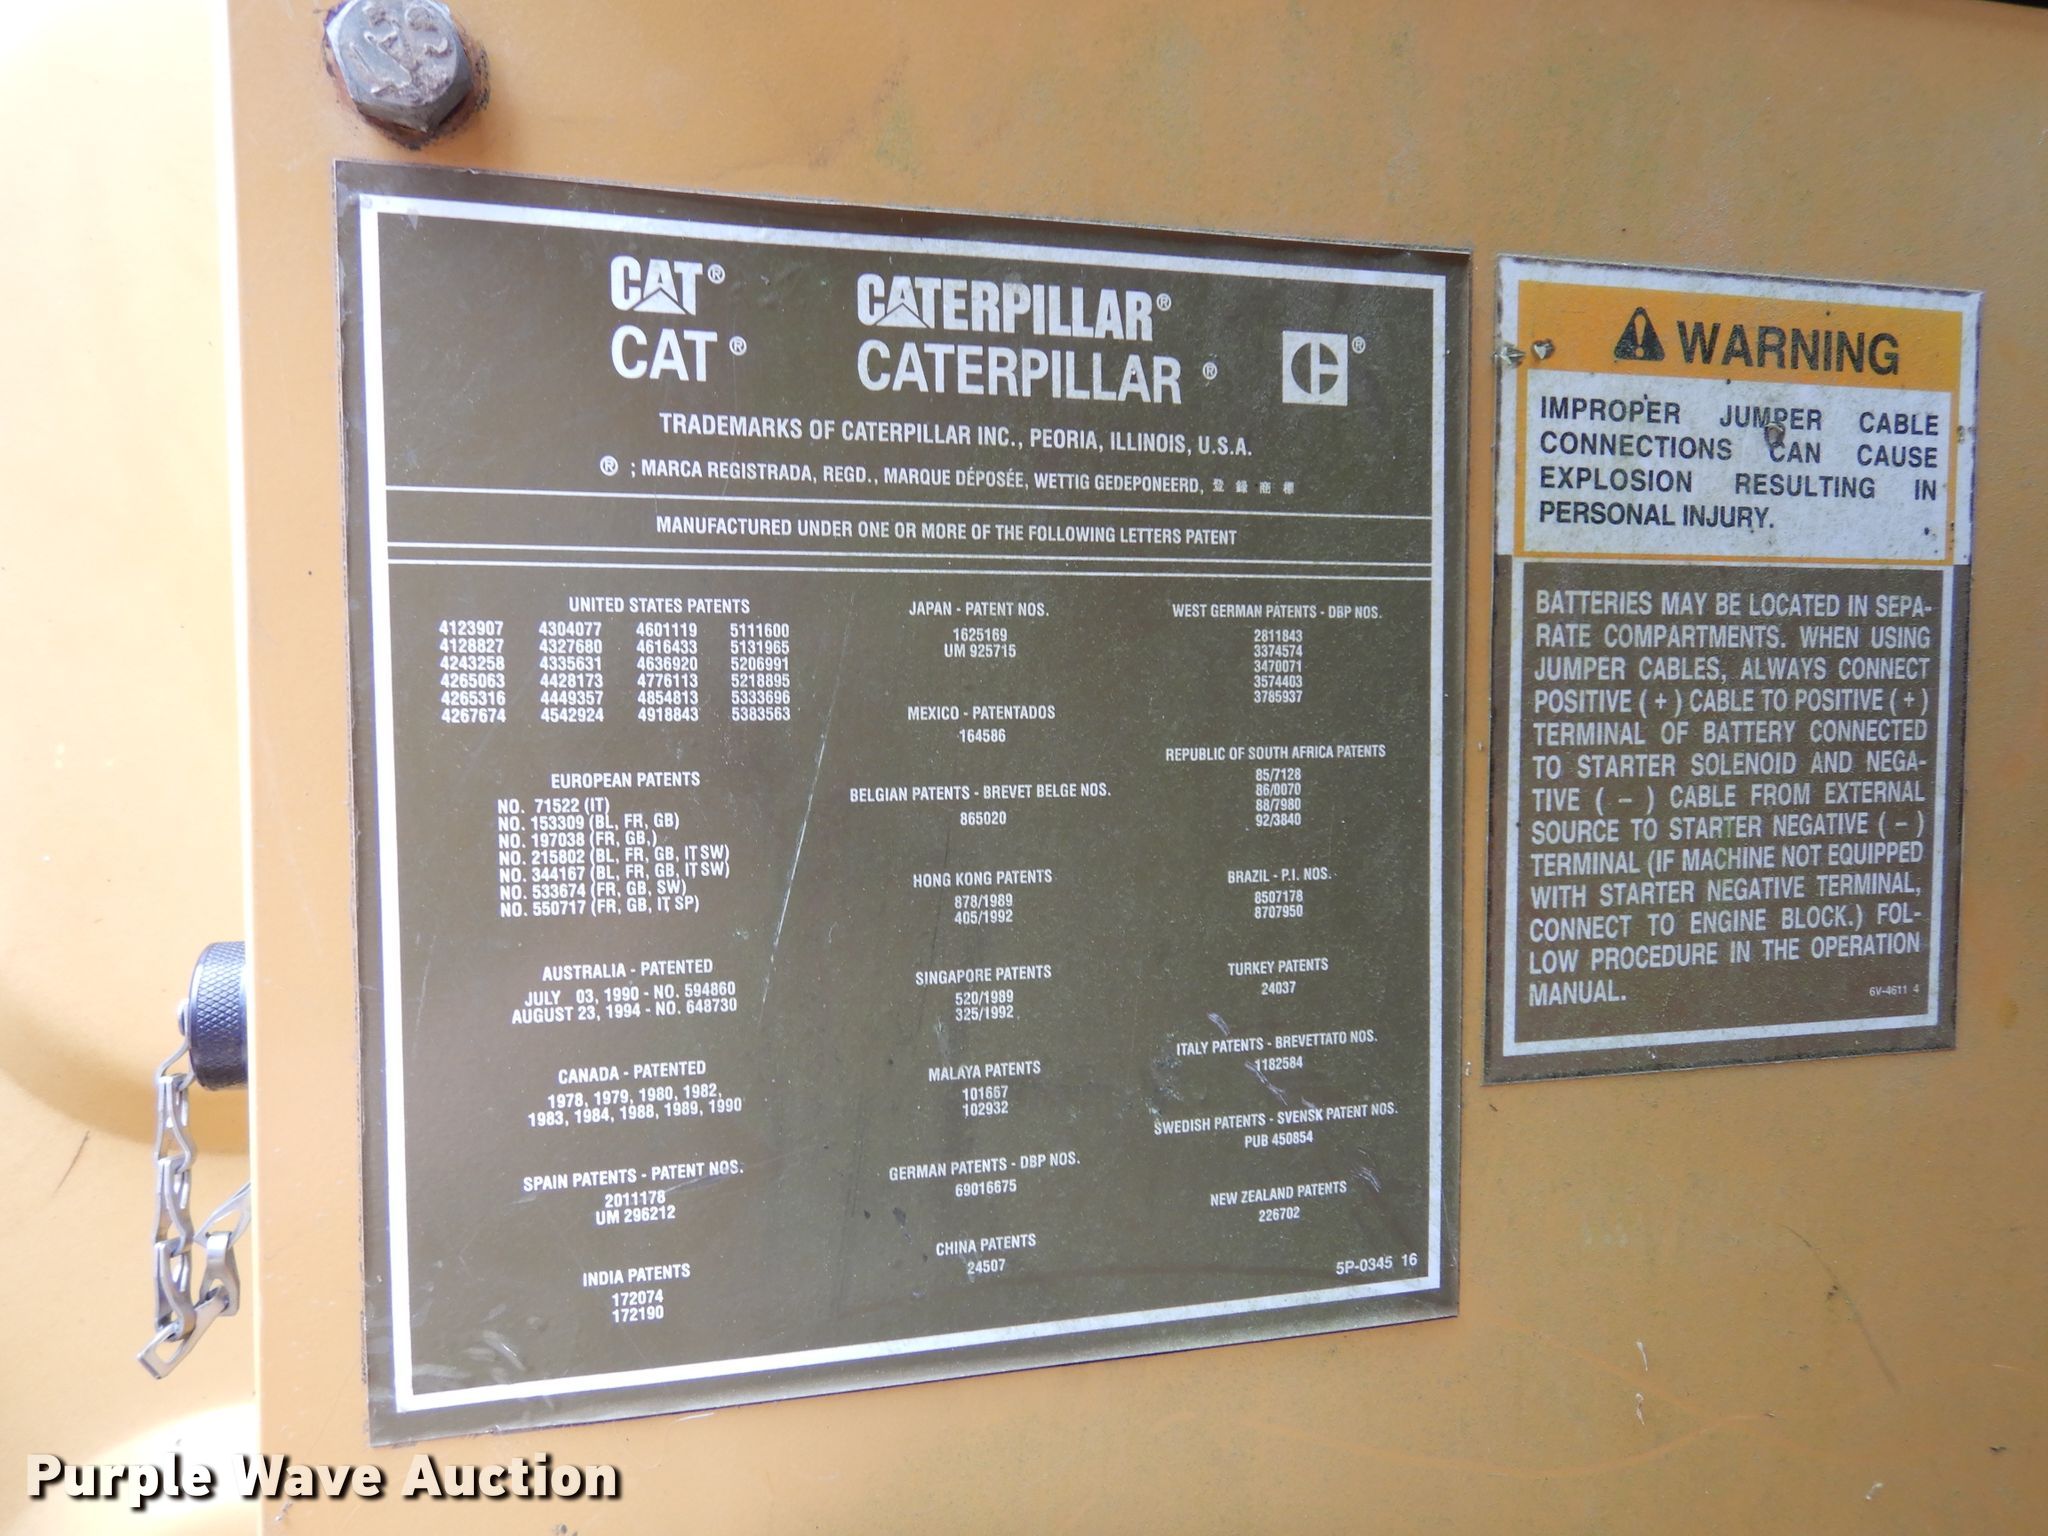 CAT® CATERPILLAR®
CAT® CATERPILLAR® ®
TRADEMARKS OF CATERPILLAR INC., PEORIA, ILLINOIS, U.S.A.
® ; MARCA REGISTRADA, REGD., MARQUE DÉPOSÉE, WETTIG GEDEPONEERD, 登 錄 商 標
MANUFACTURED UNDER ONE OR MORE OF THE FOLLOWING LETTERS PATENT
UNITED STATES PATENTS
4123907 4304077 4601119 5111600
4128827 4327680 4616433 5131965
4243258 4335631 4636920 5206991
4265063 4428173 4776113 5218895
4265316 4449357 4854813 5333696
4267674 4542924 4918843 5383563
EUROPEAN PATENTS
NO. 71522 (IT)
NO. 153309 (BL, FR, GB)
NO. 197038 (FR, GB,)
NO. 215802 (BL, FR, GB, IT SW)
NO. 344167 (BL, FR, GB, IT SW)
NO. 533674 (FR, GB, SW)
NO. 550717 (FR, GB, IT SP)
AUSTRALIA - PATENTED
JULY 03, 1990 - NO. 594860
AUGUST 23, 1994 - NO. 648730
CANADA - PATENTED
1978, 1979, 1980, 1982,
1983, 1984, 1988, 1989, 1990
SPAIN PATENTS - PATENT NOS.
2011178
UM 296212
INDIA PATENTS
172074
172190
JAPAN - PATENT NOS.
1625169
UM 925715
MEXICO - PATENTADOS
164586
BELGIAN PATENTS - BREVET BELGE NOS.
865020
HONG KONG PATENTS
878/1989
405/1992
SINGAPORE PATENTS
520/1989
325/1992
MALAYA PATENTS
101667
102932
GERMAN PATENTS - DBP NOS.
69016675
CHINA PATENTS
24507
WEST GERMAN PATENTS - DBP NOS.
2811843
3374574
3470071
3574403
3785937
REPUBLIC OF SOUTH AFRICA PATENTS
85/7128
86/0070
88/7980
92/3840
BRAZIL - P.I. NOS.
8507178
8707950
TURKEY PATENTS
24037
ITALY PATENTS - BREVETTATO NOS.
1182584
SWEDISH PATENTS - SVENSK PATENT NOS.
PUB 450854
NEW ZEALAND PATENTS
226702
5P-0345 16
WARNING
IMPROPER JUMPER CABLE
CONNECTIONS CAN CAUSE
EXPLOSION RESULTING IN
PERSONAL INJURY.
BATTERIES MAY BE LOCATED IN SEPA-
RATE COMPARTMENTS. WHEN USING
JUMPER CABLES, ALWAYS CONNECT
POSITIVE ( + ) CABLE TO POSITIVE ( + )
TERMINAL OF BATTERY CONNECTED
TO STARTER SOLENOID AND NEGA-
TIVE ( – ) CABLE FROM EXTERNAL
SOURCE TO STARTER NEGATIVE ( – )
TERMINAL (IF MACHINE NOT EQUIPPED
WITH STARTER NEGATIVE TERMINAL,
CONNECT TO ENGINE BLOCK.) FOL-
LOW PROCEDURE IN THE OPERATION
MANUAL.
6V-4611 4
Purple Wave Auction